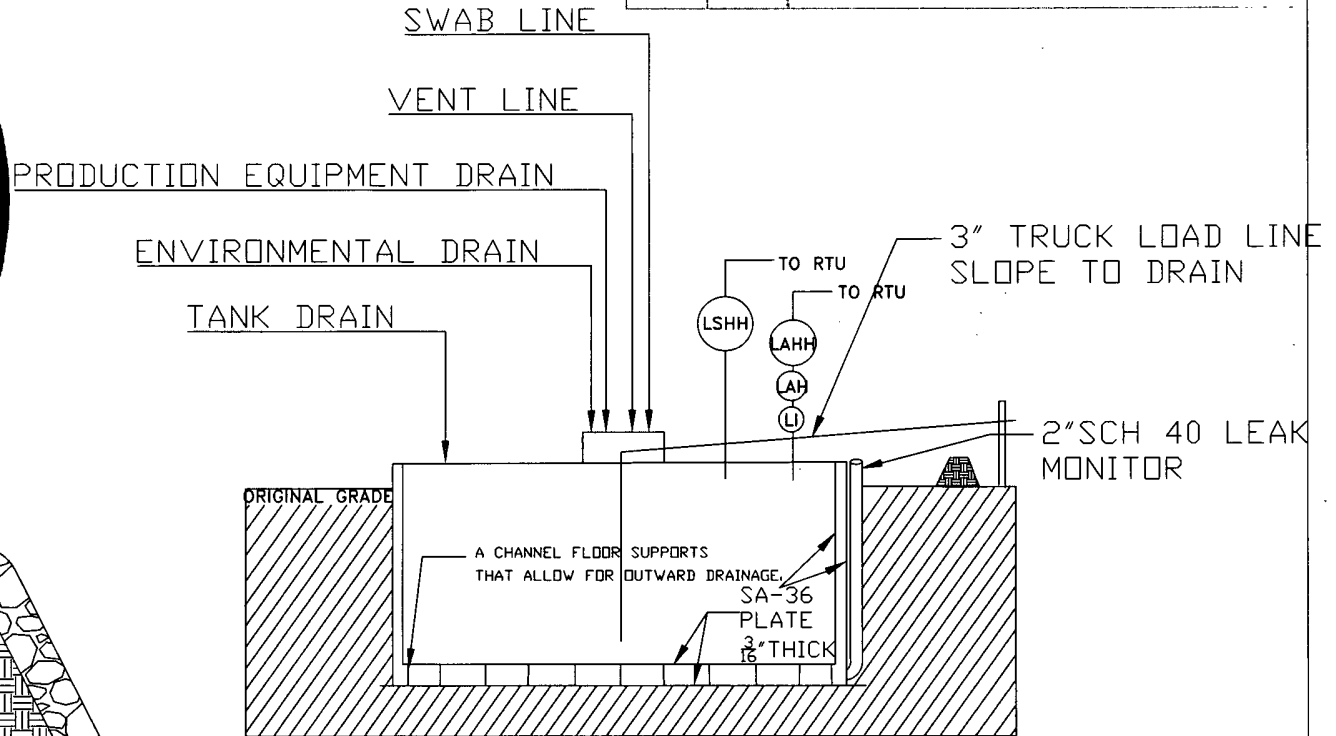 SWAB LINE
VENT LINE
PRODUCTION EQUIPMENT DRAIN
ENVIRONMENTAL DRAIN
TANK DRAIN
TO RTU
TO RTU
3" TRUCK LOAD LINE
SLOPE TO DRAIN
LSHH
LAHH
LAH
LI
2"SCH 40 LEAK
MONITOR
ORIGINAL GRADE
A CHANNEL FLOOR SUPPORTS
THAT ALLOW FOR OUTWARD DRAINAGE.
SA-36
PLATE
3/16" THICK